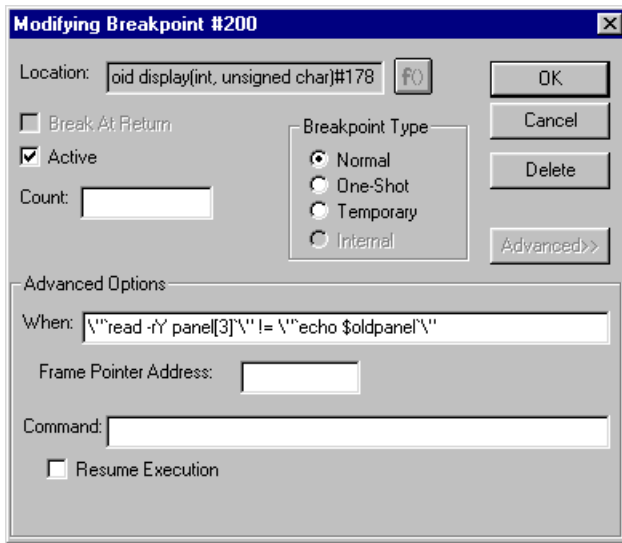 Modifying Breakpoint #200
Location: oid display(int, unsigned char)#178 f()
OK
Break At Return
Cancel
Active
Breakpoint Type
Normal
Delete
Count:
One-Shot
Temporary
Internal
Advanced>>
Advanced Options
When: \"`read -rY panel[3]`\" != \"`echo $oldpanel`\"
Frame Pointer Address:
Command:
Resume Execution